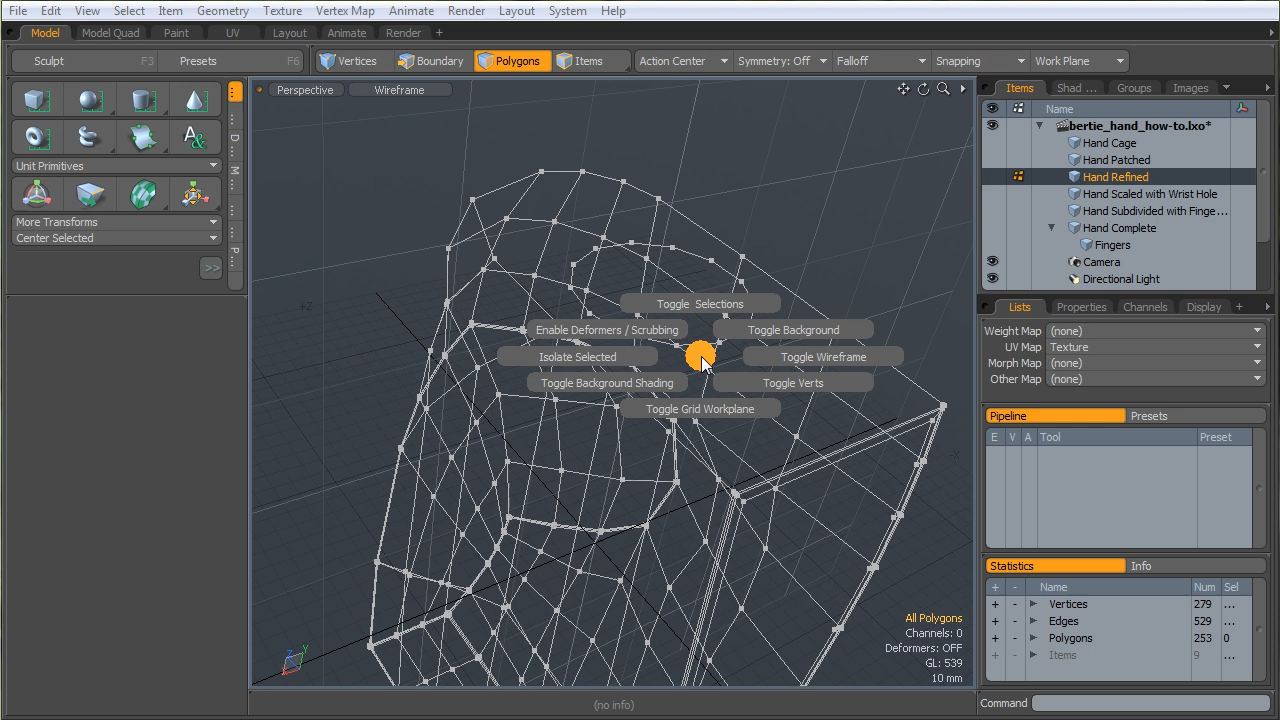 File Edit View Select Item Geometry Texture Vertex Map Animate Render Layout System Help
Model Model Quad Paint UV Layout Animate Render +
Sculpt F3 Presets F6 Vertices Boundary Polygons Items Action Center Symmetry: Off Falloff Snapping Work Plane
Perspective Wireframe
Unit Primitives
More Transforms
Center Selected
>>
D
M
P
+Z
-X
Toggle Selections
Enable Deformers / Scrubbing Toggle Background
Isolate Selected Toggle Wireframe
Toggle Background Shading Toggle Verts
Toggle Grid Workplane
All Polygons
Channels: 0
Deformers: OFF
GL: 539
10 mm
Z Y
(no info)
Items Shad ... Groups Images
Name
bertie_hand_how-to.lxo*
Hand Cage
Hand Patched
Hand Refined
Hand Scaled with Wrist Hole
Hand Subdivided with Finge...
Hand Complete
Fingers
Camera
Directional Light
Lists Properties Channels Display +
Weight Map (none)
UV Map Texture
Morph Map (none)
Other Map (none)
Pipeline Presets
E V A Tool Preset
Statistics Info
+ - Name Num Sel
+ - Vertices 279 ...
+ - Edges 529 ...
+ - Polygons 253 0
+ - Items 9 ...
Command